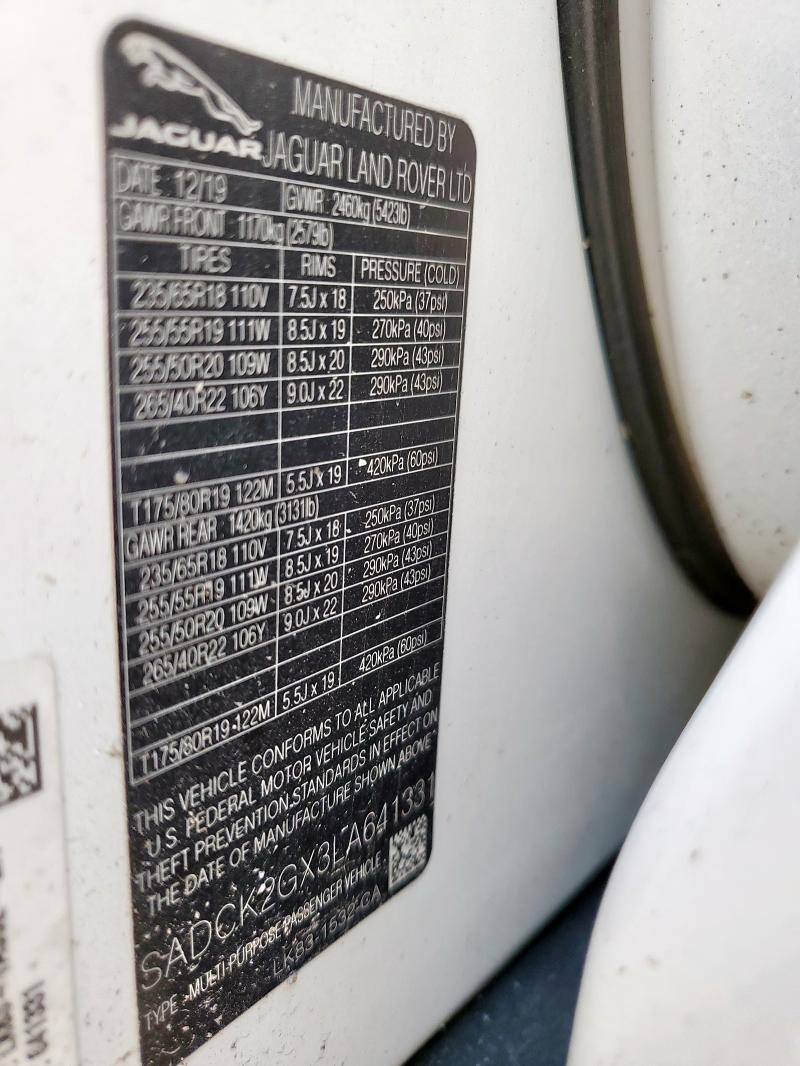 JAGUAR
MANUFACTURED BY
JAGUAR LAND ROVER LTD
DATE: 12/19 GVWR: 2460kg (5423lb)
GAWR FRONT 1170kg (2579lb)
TIRES RIMS PRESSURE (COLD)
235/65R18 110V 7.5J x 18 250kPa (37psi)
255/55R19 111W 8.5J x 19 270kPa (40psi)
255/50R20 109W 8.5J x 20 290kPa (43psi)
265/40R22 106Y 9.0J x 22 290kPa (43psi)
T175/80R19 122M 5.5J x 19 420kPa (60psi)
GAWR REAR 1420kg (3131lb)
235/65R18 110V 7.5J x 18 250kPa (37psi)
255/55R19 111W 8.5J x 19 270kPa (40psi)
255/50R20 109W 8.5J x 20 290kPa (43psi)
265/40R22 106Y 9.0J x 22 290kPa (43psi)
T175/80R19 122M 5.5J x 19 420kPa (60psi)
THIS VEHICLE CONFORMS TO ALL APPLICABLE
U.S. FEDERAL MOTOR VEHICLE SAFETY AND
THEFT PREVENTION STANDARDS IN EFFECT ON
THE DATE OF MANUFACTURE SHOWN ABOVE
SADCK2GX3LA641331
TYPE: MULTI PURPOSE PASSENGER VEHICLE
LK83-1532-CA